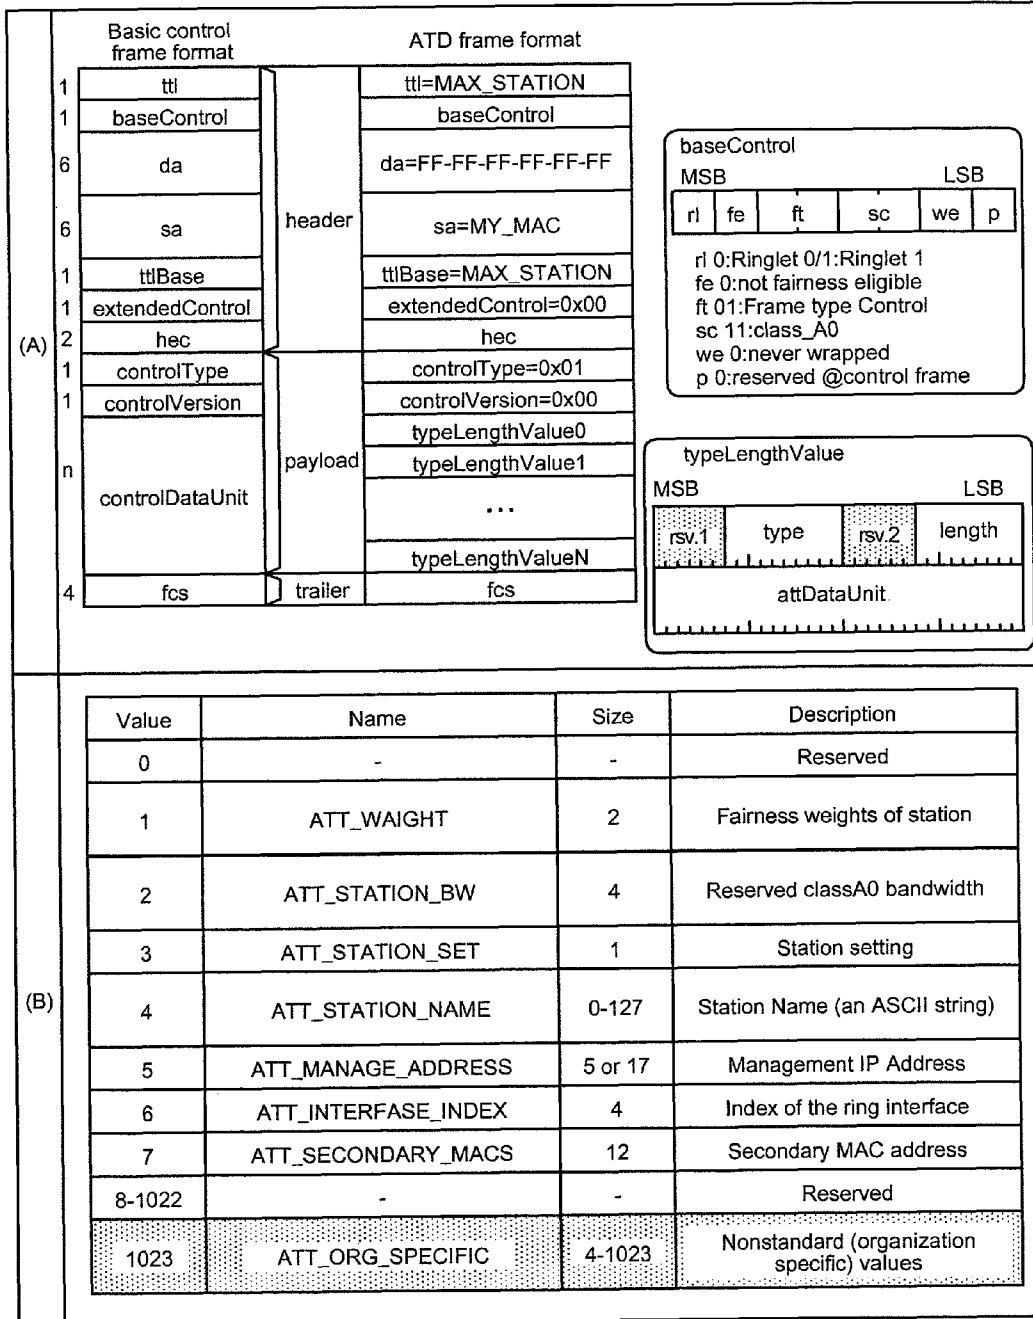 (A)
Basic control
frame format
ATD frame format
1 ttl ttl=MAX_STATION
1 baseControl baseControl
6 da da=FF-FF-FF-FF-FF-FF
6 sa header sa=MY_MAC
1 ttlBase ttlBase=MAX_STATION
1 extendedControl extendedControl=0x00
2 hec hec
1 controlType controlType=0x01
1 controlVersion controlVersion=0x00
typeLengthValue0
n payload typeLengthValue1
controlDataUnit ...
typeLengthValueN
4 fcs trailer fcs
baseControl
MSB LSB
rl fe ft sc we p
rl 0:Ringlet 0/1:Ringlet 1
fe 0:not fairness eligible
ft 01:Frame type Control
sc 11:class_A0
we 0:never wrapped
p 0:reserved @control frame
typeLengthValue
MSB LSB
rsv.1 type rsv.2 length
attDataUnit
(B)
Value Name Size Description
0 - - Reserved
1 ATT_WAIGHT 2 Fairness weights of station
2 ATT_STATION_BW 4 Reserved classA0 bandwidth
3 ATT_STATION_SET 1 Station setting
4 ATT_STATION_NAME 0-127 Station Name (an ASCII string)
5 ATT_MANAGE_ADDRESS 5 or 17 Management IP Address
6 ATT_INTERFASE_INDEX 4 Index of the ring interface
7 ATT_SECONDARY_MACS 12 Secondary MAC address
8-1022 - - Reserved
1023 ATT_ORG_SPECIFIC 4-1023 Nonstandard (organization
specific) values